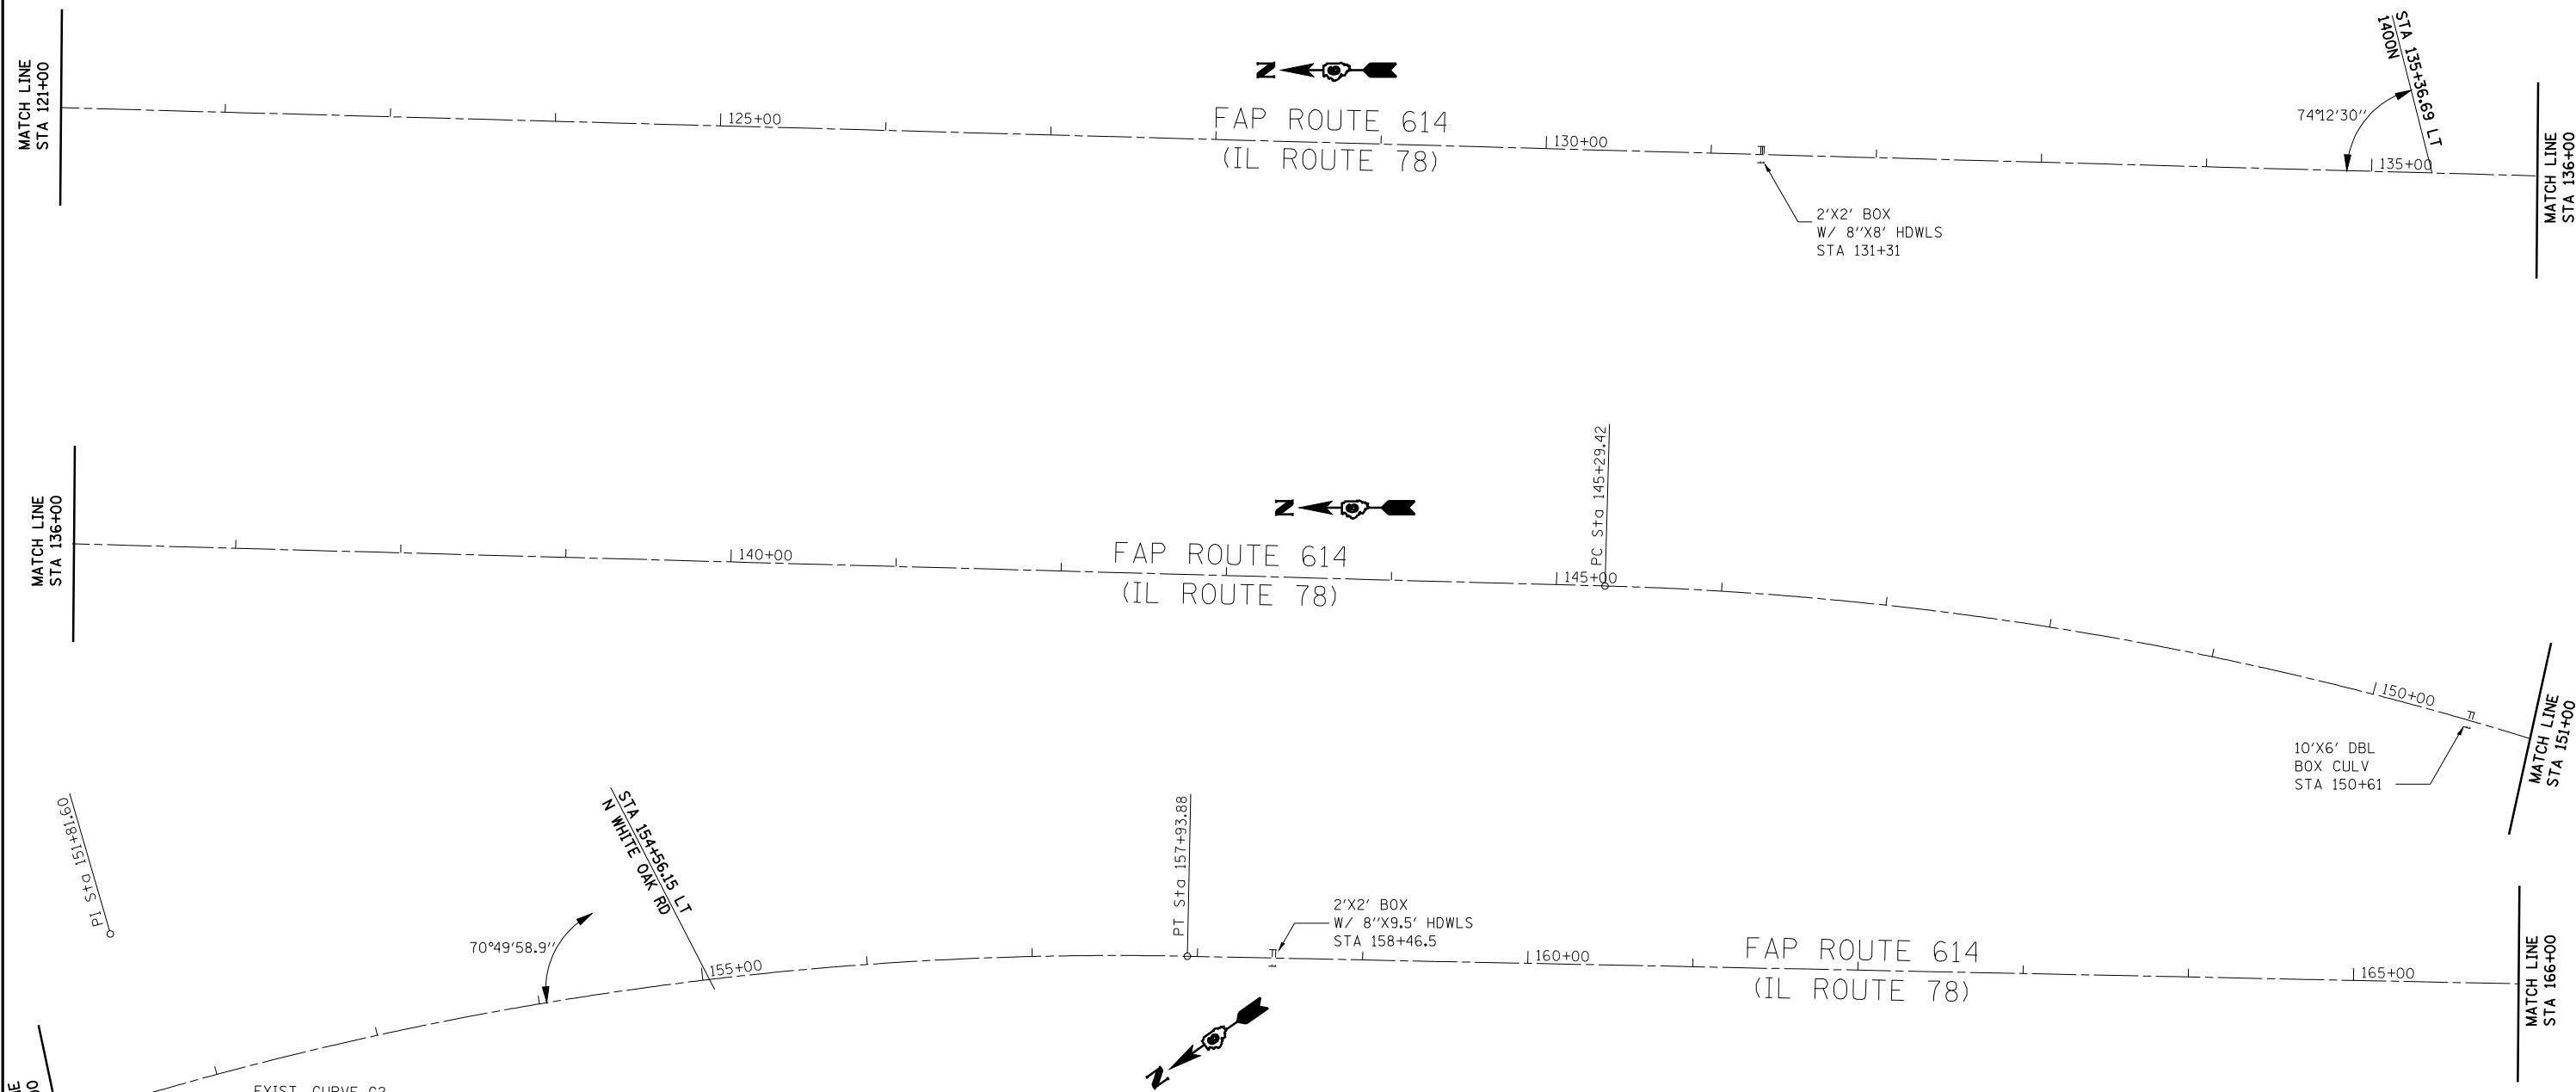 MATCH LINE
STA 121+00
N
125+00
FAP ROUTE 614
(IL ROUTE 78)
130+00
2'X2' BOX
W/ 8''X8' HDWLS
STA 131+31
STA 135+36.69 LT
1400N
74°12'30''
135+00
MATCH LINE
STA 136+00
MATCH LINE
STA 136+00
N
140+00
FAP ROUTE 614
(IL ROUTE 78)
PC Sta 145+29.42
145+00
150+00
10'X6' DBL
BOX CULV
STA 150+61
MATCH LINE
STA 151+00
PI Sta 151+81.60
STA 154+56.15 LT
N WHITE OAK RD
70°49'58.9''
155+00
PT Sta 157+93.88
2'X2' BOX
W/ 8''X9.5' HDWLS
STA 158+46.5
160+00
FAP ROUTE 614
(IL ROUTE 78)
165+00
MATCH LINE
STA 166+00
N
EXIST. CURVE